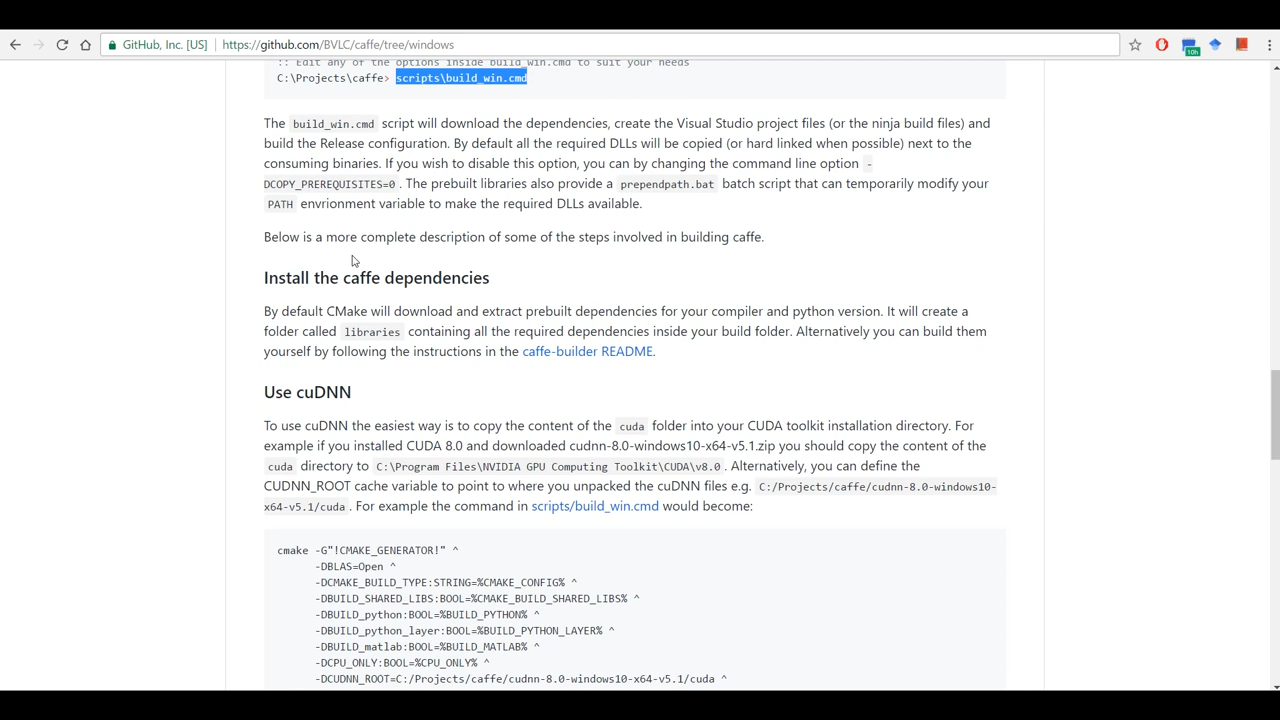 GitHub, Inc. [US] https://github.com/BVLC/caffe/tree/windows
10h
:: Edit any of the options inside build_win.cmd to suit your needs
C:\Projects\caffe> scripts\build_win.cmd
The build_win.cmd script will download the dependencies, create the Visual Studio project files (or the ninja build files) and
build the Release configuration. By default all the required DLLs will be copied (or hard linked when possible) next to the
consuming binaries. If you wish to disable this option, you can by changing the command line option -
DCOPY_PREREQUISITES=0 . The prebuilt libraries also provide a prependpath.bat batch script that can temporarily modify your
PATH envrionment variable to make the required DLLs available.
Below is a more complete description of some of the steps involved in building caffe.
Install the caffe dependencies
By default CMake will download and extract prebuilt dependencies for your compiler and python version. It will create a
folder called libraries containing all the required dependencies inside your build folder. Alternatively you can build them
yourself by following the instructions in the caffe-builder README.
Use cuDNN
To use cuDNN the easiest way is to copy the content of the cuda folder into your CUDA toolkit installation directory. For
example if you installed CUDA 8.0 and downloaded cudnn-8.0-windows10-x64-v5.1.zip you should copy the content of the
cuda directory to C:\Program Files\NVIDIA GPU Computing Toolkit\CUDA\v8.0 . Alternatively, you can define the
CUDNN_ROOT cache variable to point to where you unpacked the cuDNN files e.g. C:/Projects/caffe/cudnn-8.0-windows10-
x64-v5.1/cuda . For example the command in scripts/build_win.cmd would become:
cmake -G"!CMAKE_GENERATOR!" ^
-DBLAS=Open ^
-DCMAKE_BUILD_TYPE:STRING=%CMAKE_CONFIG% ^
-DBUILD_SHARED_LIBS:BOOL=%CMAKE_BUILD_SHARED_LIBS% ^
-DBUILD_python:BOOL=%BUILD_PYTHON% ^
-DBUILD_python_layer:BOOL=%BUILD_PYTHON_LAYER% ^
-DBUILD_matlab:BOOL=%BUILD_MATLAB% ^
-DCPU_ONLY:BOOL=%CPU_ONLY% ^
-DCUDNN_ROOT=C:/Projects/caffe/cudnn-8.0-windows10-x64-v5.1/cuda ^